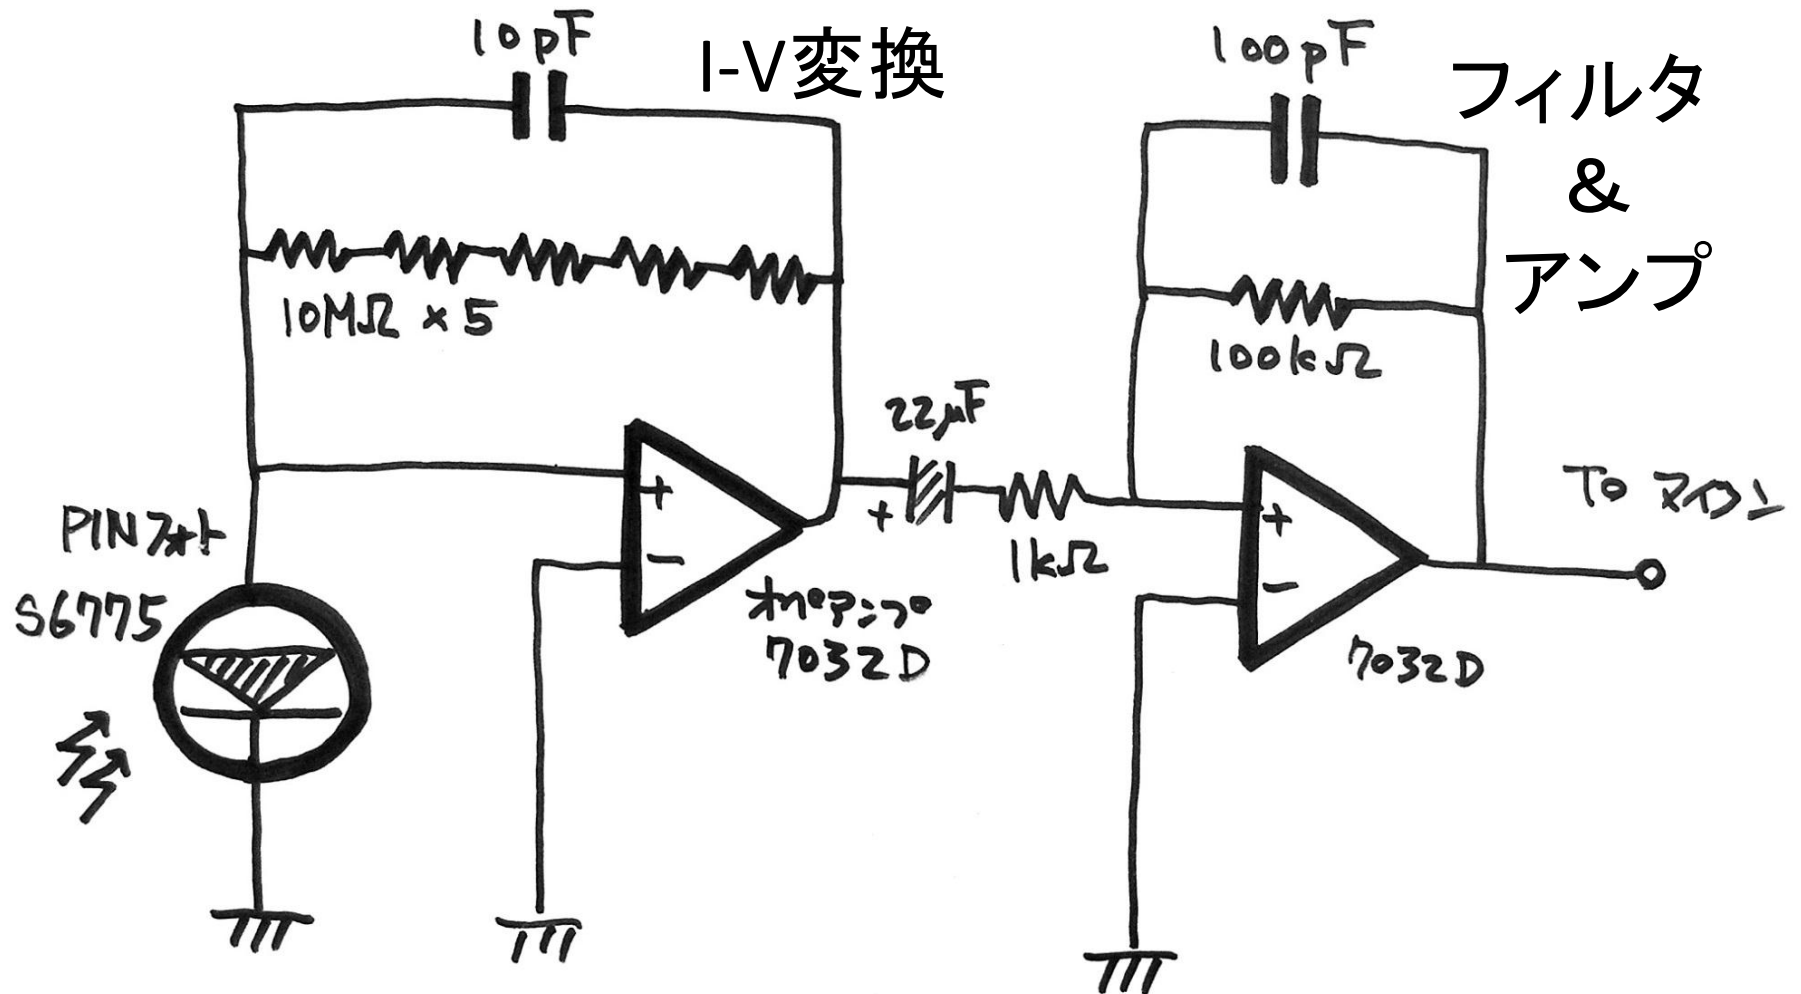 10pF
I-V変換
100pF
フィルタ
&
アンプ
10MΩ × 5
100kΩ
22μF
+
1kΩ
+
-
+
-
To マイコン
PINフォト
S6775
オペアンプ
7032D
7032D